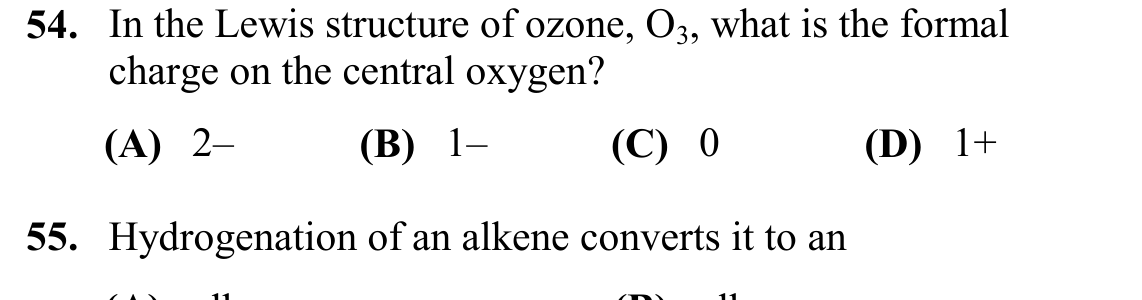 54. In the Lewis structure of ozone, O₃, what is the formal
charge on the central oxygen?
(A) 2– (B) 1– (C) 0 (D) 1+
55. Hydrogenation of an alkene converts it to an